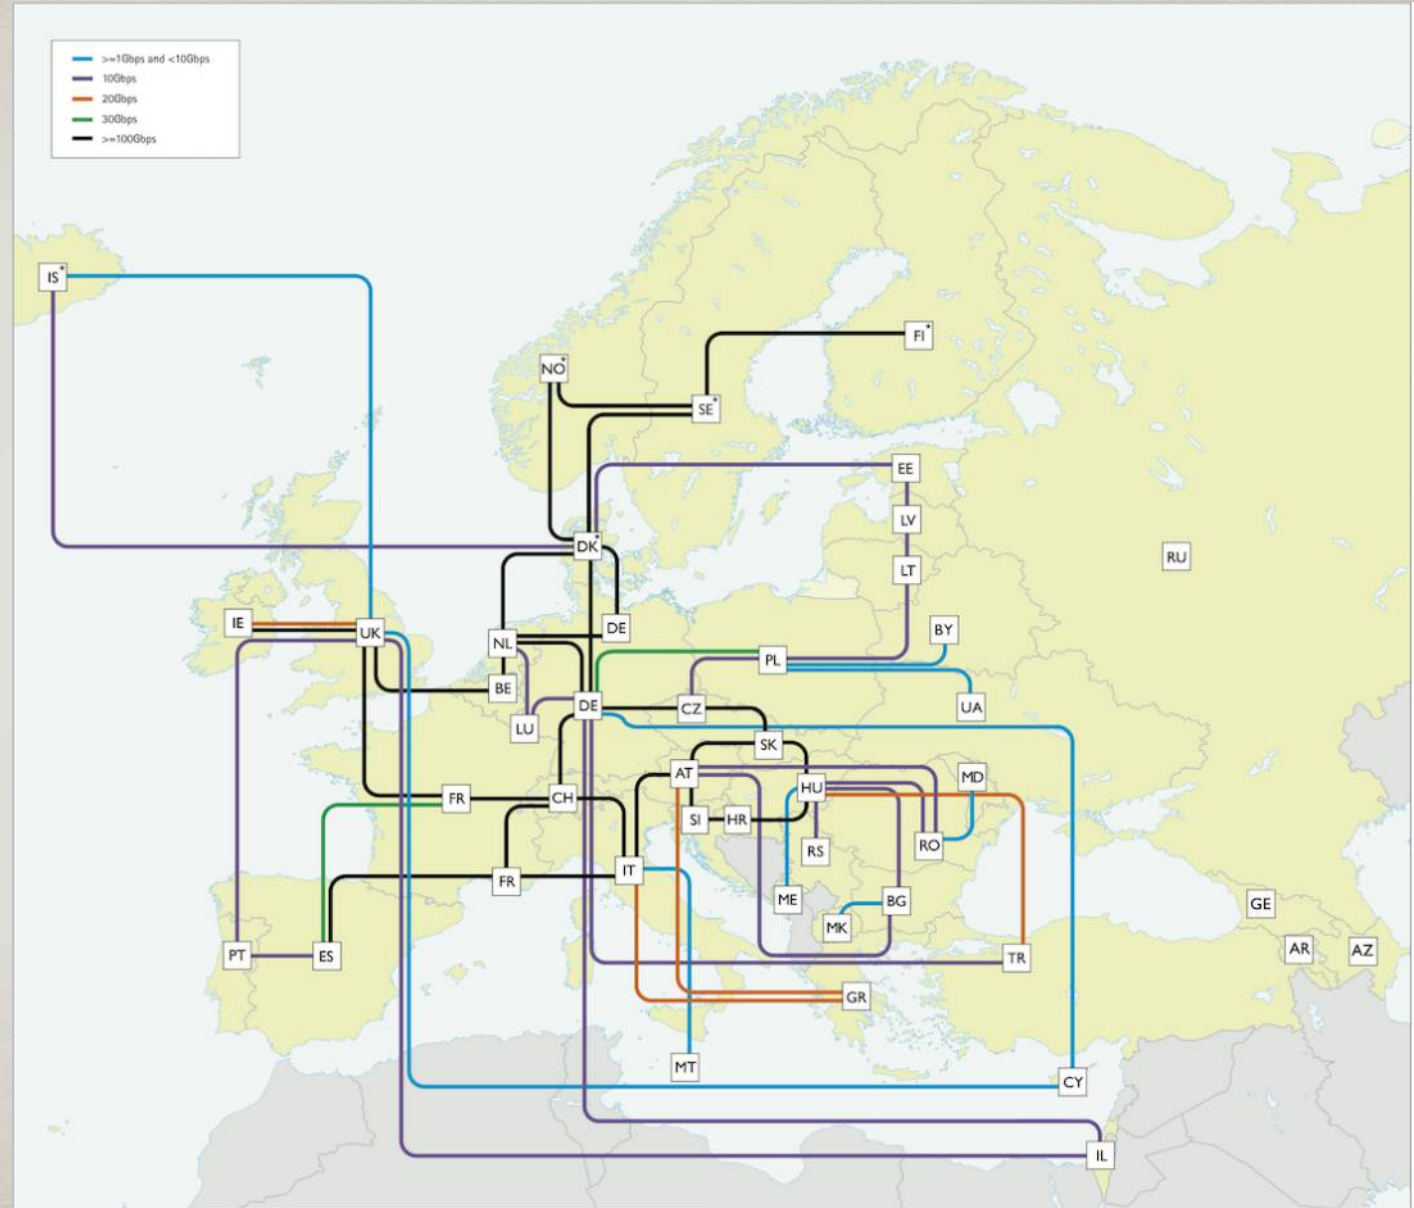 >=1Gbps and <10Gbps
10Gbps
20Gbps
30Gbps
>=100Gbps
IS*
FI*
NO*
SE*
EE
LV
DK*
RU
LT
IE
UK
DE
BY
NL
PL
BE
DE
CZ
UA
LU
SK
AT
MD
FR
CH
HU
SI
HR
RO
RS
IT
FR
ME
BG
GE
MK
PT
ES
TR
AR
AZ
GR
MT
CY
IL